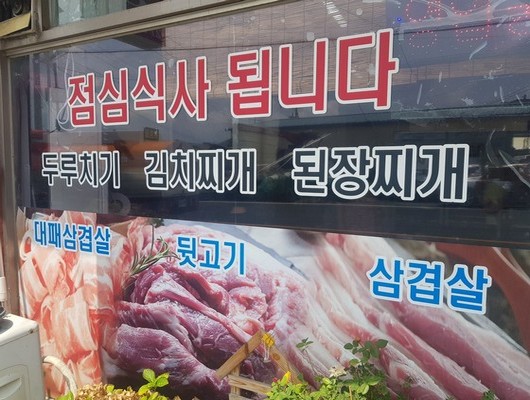 점심식사 됩니다
두루치기 김치찌개 된장찌개
대패삼겹살 뒷고기 삼겹살